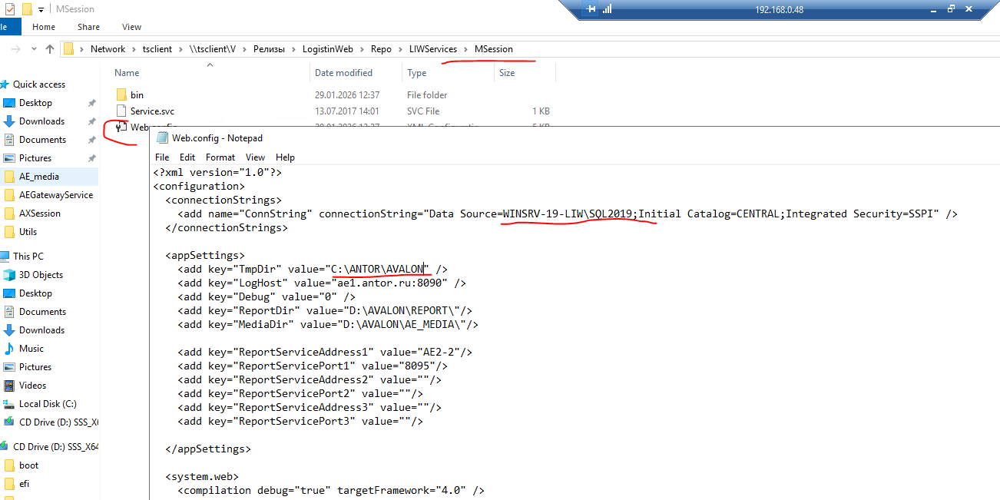 MSession
192.168.0.48
le Home Share View
Network tsclient \\tsclient\V Релизы LogistinWeb Repo LIWServices MSession
Name Date modified Type Size
Quick access
Desktop
Downloads
Documents
Pictures
AE_media
AEGatewayService
AXSession
Utils
This PC
3D Objects
Desktop
Documents
Downloads
Music
Pictures
Videos
Local Disk (C:)
CD Drive (D:) SSS_X6
CD Drive (D:) SSS_X64
boot
efi
bin 29.01.2026 12:37 File folder
Service.svc 13.07.2017 14:01 SVC File 1 KB
Web.config 29.01.2026 12:37 XML Configuratio 5 KB
Web.config - Notepad
File Edit Format View Help
<?xml version="1.0"?>
<configuration>
<connectionStrings>
<add name="ConnString" connectionString="Data Source=WINSRV-19-LIW\SQL2019;Initial Catalog=CENTRAL;Integrated Security=SSPI" />
</connectionStrings>
<appSettings>
<add key="TmpDir" value="C:\ANTOR\AVALON" />
<add key="LogHost" value="ae1.antor.ru:8090" />
<add key="Debug" value="0" />
<add key="ReportDir" value="D:\AVALON\REPORT\"/>
<add key="MediaDir" value="D:\AVALON\AE_MEDIA\"/>
<add key="ReportServiceAddress1" value="AE2-2"/>
<add key="ReportServicePort1" value="8095"/>
<add key="ReportServiceAddress2" value=""/>
<add key="ReportServicePort2" value=""/>
<add key="ReportServiceAddress3" value=""/>
<add key="ReportServicePort3" value=""/>
</appSettings>
<system.web>
<compilation debug="true" targetFramework="4.0" />